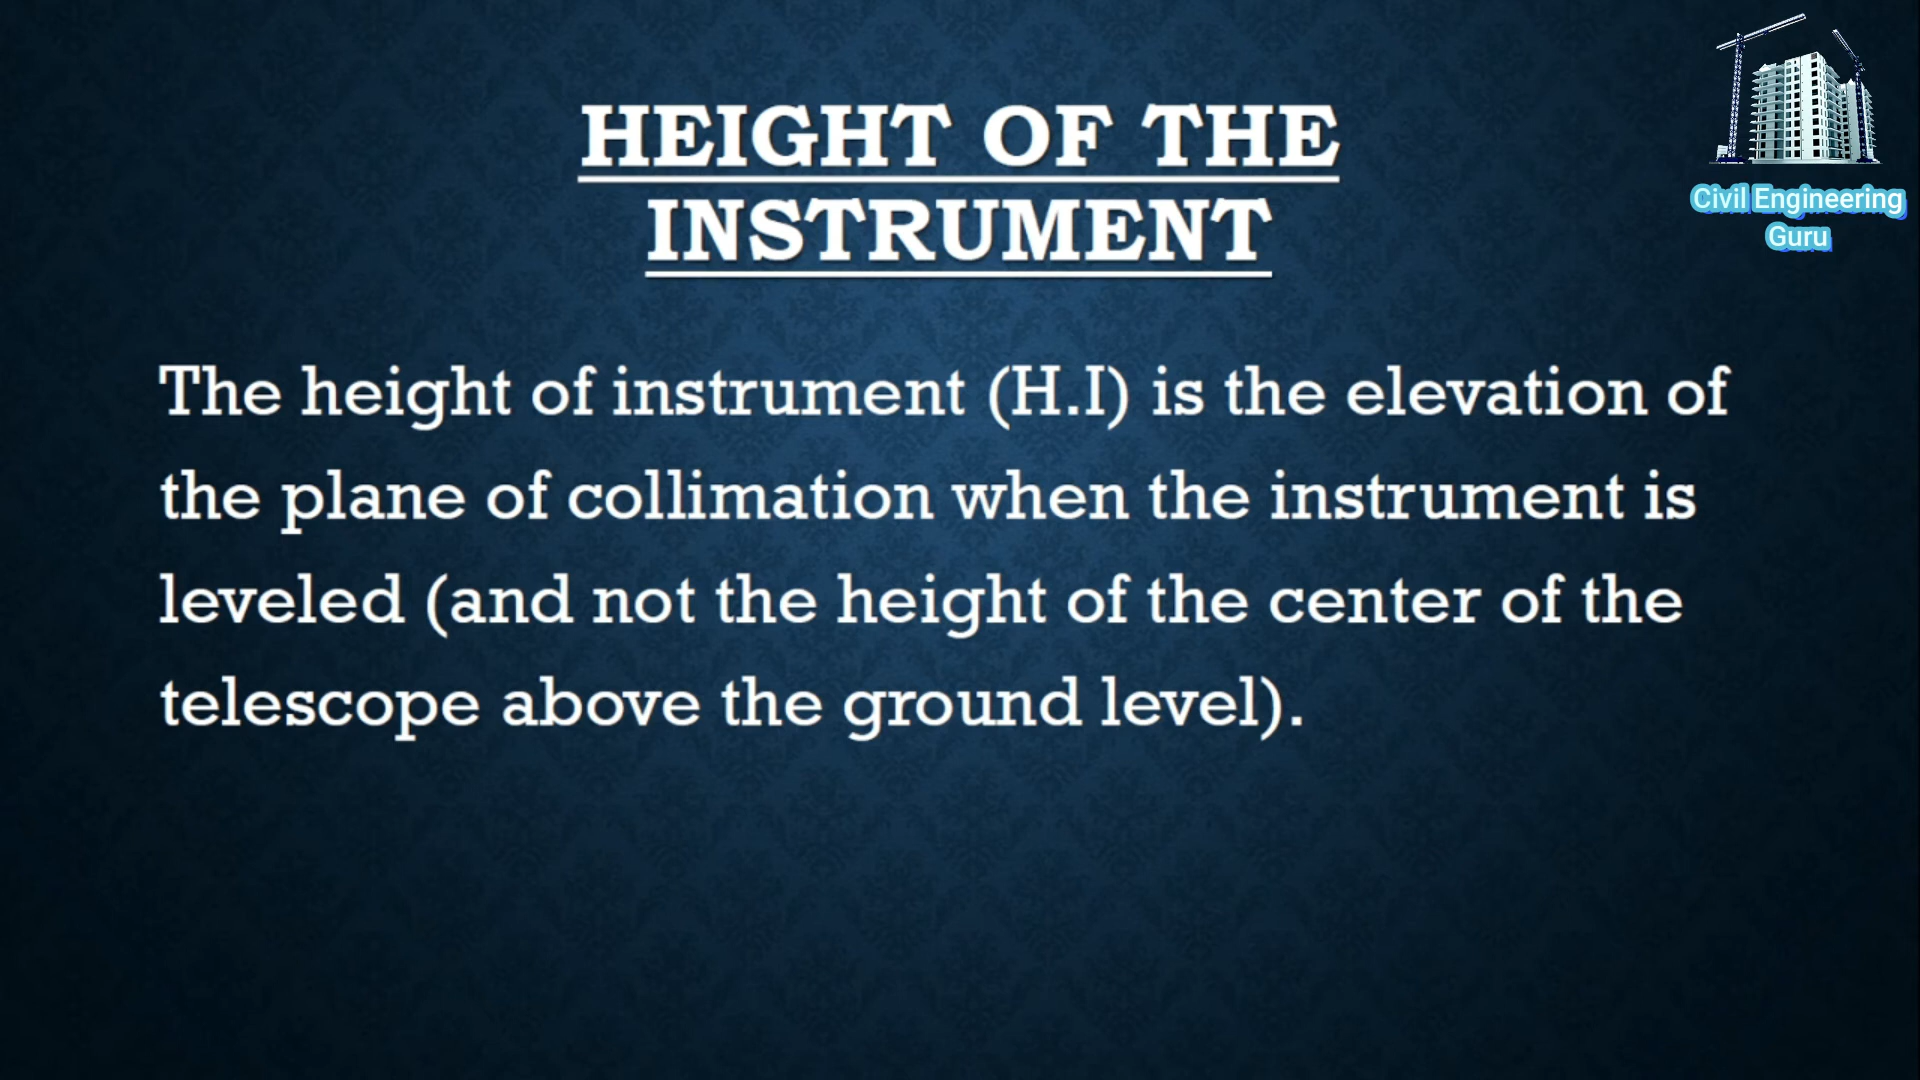 HEIGHT OF THE
INSTRUMENT
Civil Engineering
Guru
The height of instrument (H.I) is the elevation of
the plane of collimation when the instrument is
leveled (and not the height of the center of the
telescope above the ground level).